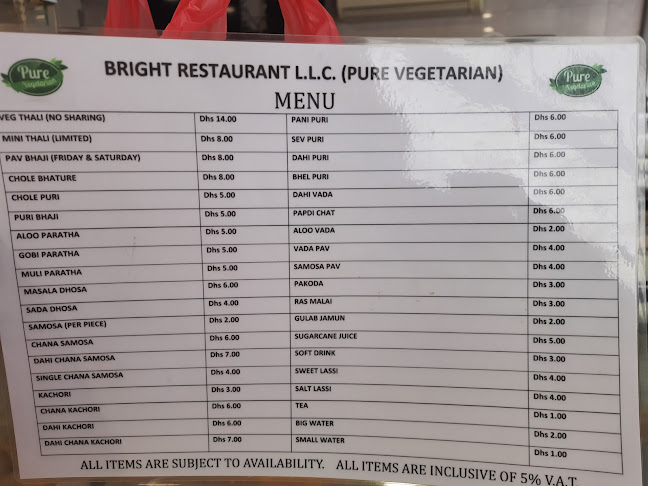 Pure Vegetarian
BRIGHT RESTAURANT L.L.C. (PURE VEGETARIAN)
Pure Vegetarian
MENU
VEG THALI (NO SHARING) Dhs 14.00 PANI PURI Dhs 6.00
MINI THALI (LIMITED) Dhs 8.00 SEV PURI Dhs 6.00
PAV BHAJI (FRIDAY & SATURDAY) Dhs 8.00 DAHI PURI Dhs 6.00
CHOLE BHATURE Dhs 8.00 BHEL PURI Dhs 6.00
CHOLE PURI Dhs 5.00 DAHI VADA Dhs 6.00
PURI BHAJI Dhs 5.00 PAPDI CHAT Dhs 6.00
ALOO PARATHA Dhs 5.00 ALOO VADA Dhs 2.00
GOBI PARATHA Dhs 5.00 VADA PAV Dhs 4.00
MULI PARATHA Dhs 5.00 SAMOSA PAV Dhs 4.00
MASALA DHOSA Dhs 6.00 PAKODA Dhs 3.00
SADA DHOSA Dhs 4.00 RAS MALAI Dhs 3.00
SAMOSA (PER PIECE) Dhs 2.00 GULAB JAMUN Dhs 2.00
CHANA SAMOSA Dhs 6.00 SUGARCANE JUICE Dhs 5.00
DAHI CHANA SAMOSA Dhs 7.00 SOFT DRINK Dhs 3.00
SINGLE CHANA SAMOSA Dhs 4.00 SWEET LASSI Dhs 4.00
KACHORI Dhs 3.00 SALT LASSI Dhs 4.00
CHANA KACHORI Dhs 6.00 TEA Dhs 1.00
DAHI KACHORI Dhs 6.00 BIG WATER Dhs 2.00
DAHI CHANA KACHORI Dhs 7.00 SMALL WATER Dhs 1.00
ALL ITEMS ARE SUBJECT TO AVAILABILITY. ALL ITEMS ARE INCLUSIVE OF 5% V.A.T